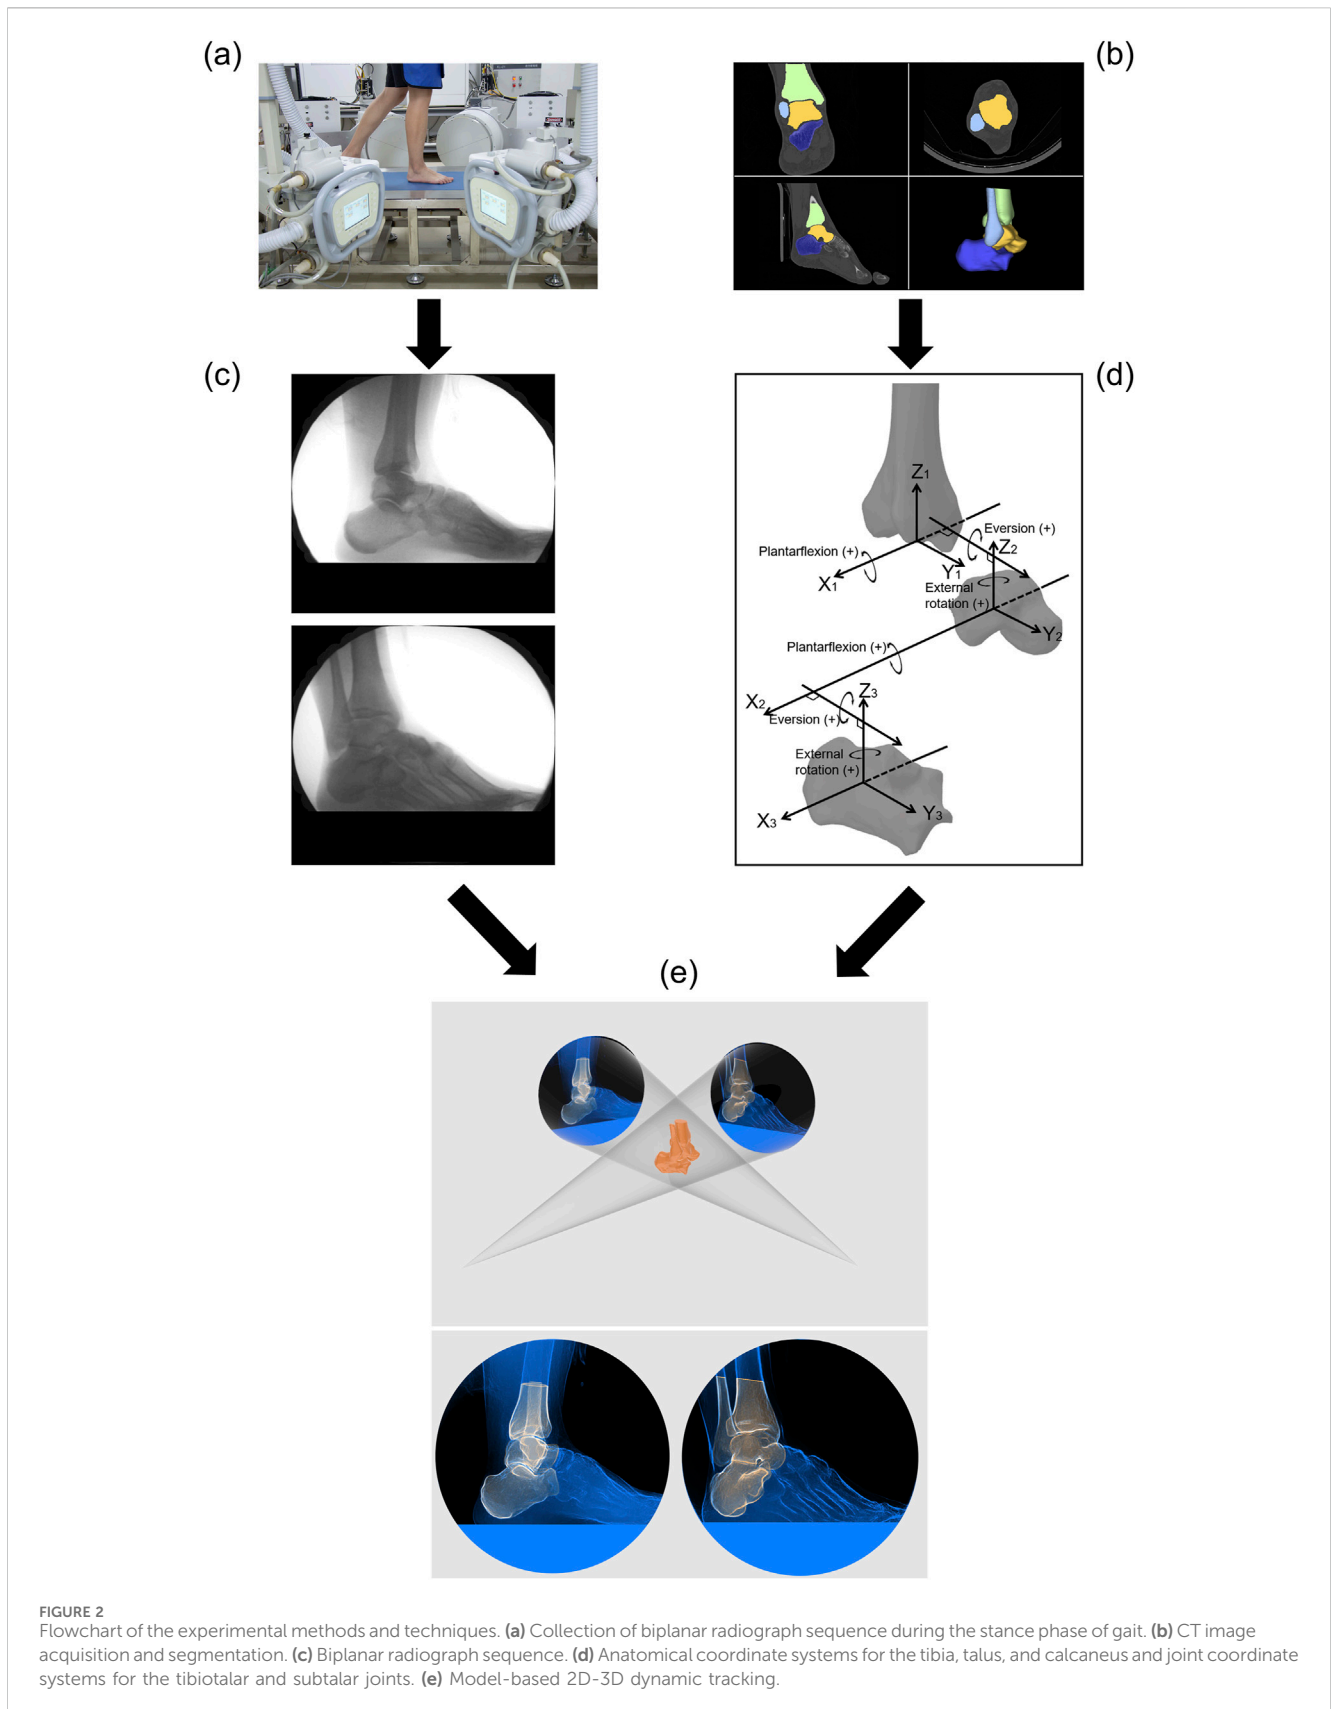 (a)
(b)
(c)
(d)
Z1
Eversion (+)
Plantarflexion (+)
Z2
X1
Y1
External
rotation (+)
Y2
Plantarflexion (+)
X2
Z3
Eversion (+)
External
rotation (+)
X3
Y3
(e)
FIGURE 2
Flowchart of the experimental methods and techniques. (a) Collection of biplanar radiograph sequence during the stance phase of gait. (b) CT image
acquisition and segmentation. (c) Biplanar radiograph sequence. (d) Anatomical coordinate systems for the tibia, talus, and calcaneus and joint coordinate
systems for the tibiotalar and subtalar joints. (e) Model-based 2D-3D dynamic tracking.